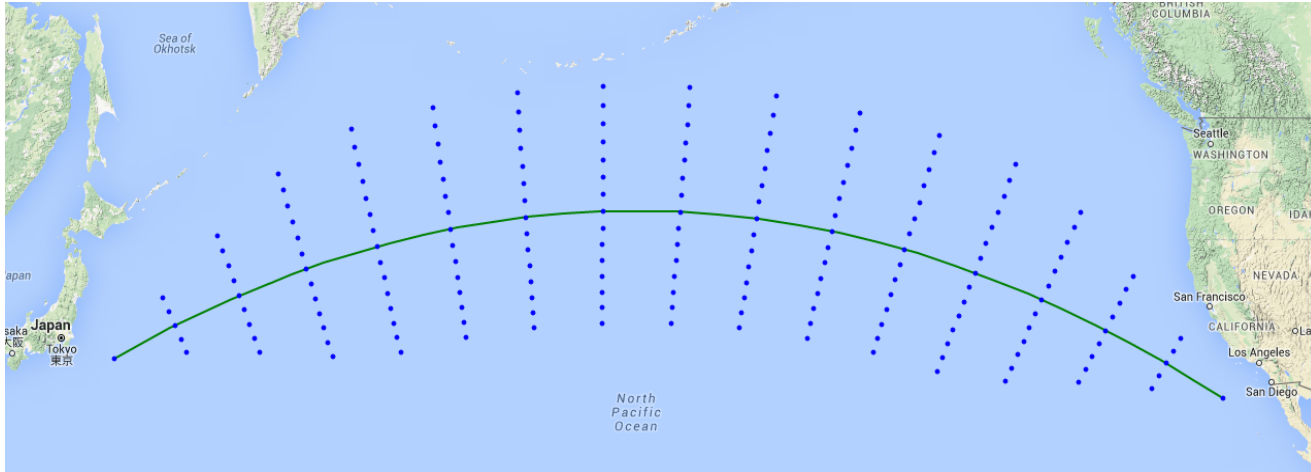 BRITISH
COLUMBIA
Sea of
Okhotsk
Seattle
WASHINGTON
OREGON
NEVADA
San Francisco
CALIFORNIA
Japan
Tokyo
東京
大阪
Los Angeles
San Diego
North
Pacific
Ocean